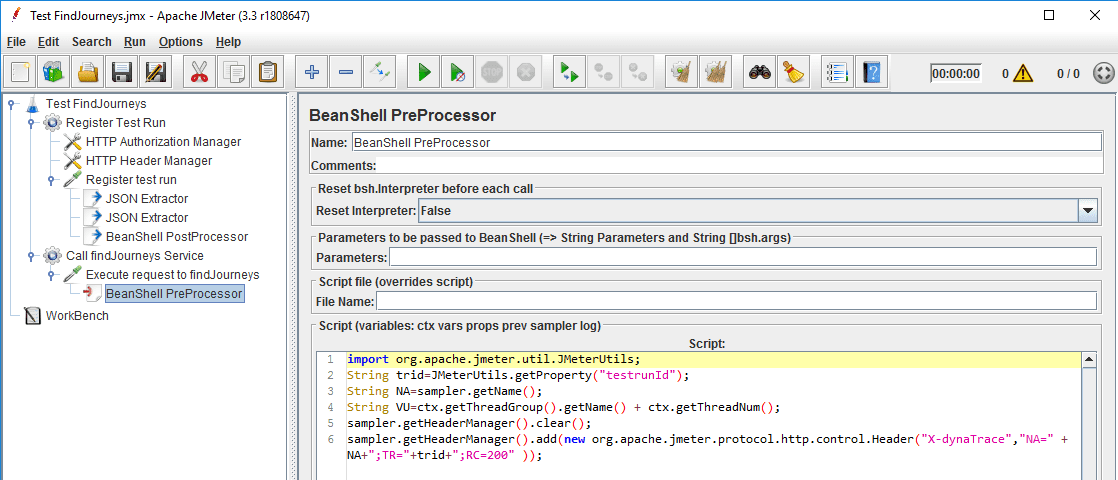 Test FindJourneys.jmx - Apache JMeter (3.3 r1808647)
File Edit Search Run Options Help
STOP
00:00:00 0 0 / 0
Test FindJourneys
Register Test Run
HTTP Authorization Manager
HTTP Header Manager
Register test run
JSON Extractor
JSON Extractor
BeanShell PostProcessor
Call findJourneys Service
Execute request to findJourneys
BeanShell PreProcessor
WorkBench
BeanShell PreProcessor
Name: BeanShell PreProcessor
Comments:
Reset bsh.Interpreter before each call
Reset Interpreter: False
Parameters to be passed to BeanShell (=> String Parameters and String []bsh.args)
Parameters:
Script file (overrides script)
File Name:
Script (variables: ctx vars props prev sampler log)
Script:
1 import org.apache.jmeter.util.JMeterUtils;
2 String trid=JMeterUtils.getProperty("testrunId");
3 String NA=sampler.getName();
4 String VU=ctx.getThreadGroup().getName() + ctx.getThreadNum();
5 sampler.getHeaderManager().clear();
6 sampler.getHeaderManager().add(new org.apache.jmeter.protocol.http.control.Header("X-dynaTrace","NA=" +
NA+";TR="+trid+";RC=200" ));